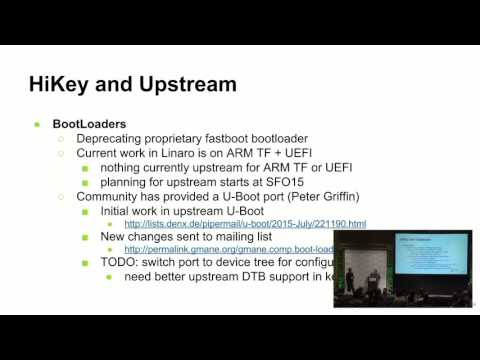 HiKey and Upstream
● BootLoaders
○ Deprecating proprietary fastboot bootloader
○ Current work in Linaro is on ARM TF + UEFI
■ nothing currently upstream for ARM TF or UEFI
■ planning for upstream starts at SFO15
○ Community has provided a U-Boot port (Peter Griffin)
■ Initial work in upstream U-Boot
● http://lists.denx.de/pipermail/u-boot/2015-July/221190.html
■ New changes sent to mailing list
● http://permalink.gmane.org/gmane.comp.boot-load
■ TODO: switch port to device tree for configu
● need better upstream DTB support in ke
HiKey and Upstream